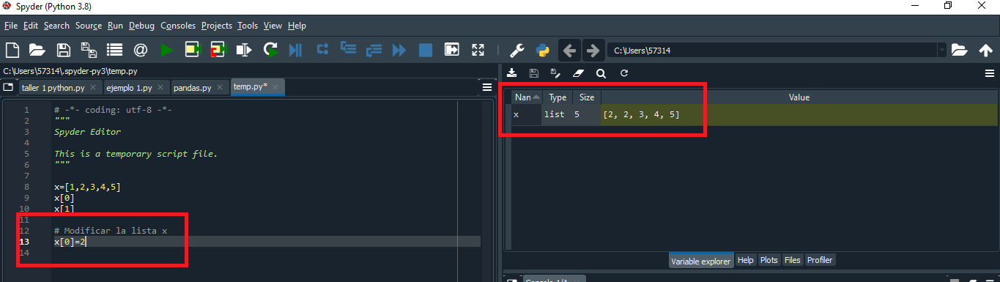 Spyder (Python 3.8)
File Edit Search Source Run Debug Consoles Projects Tools View Help
C:\Users\57314
C:\Users\57314\.spyder-py3\temp.py
taller 1 python.py
ejemplo 1.py
pandas.py
temp.py*
1 # -*- coding: utf-8 -*-
2 """
3 Spyder Editor
4
5 This is a temporary script file.
6 """
7
8 x=[1,2,3,4,5]
9 x[0]
10 x[1]
11
12 # Modificar la lista x
13 x[0]=2
14
Nan Type Size Value
x list 5 [2, 2, 3, 4, 5]
Variable explorer Help Plots Files Profiler
Console 1/A